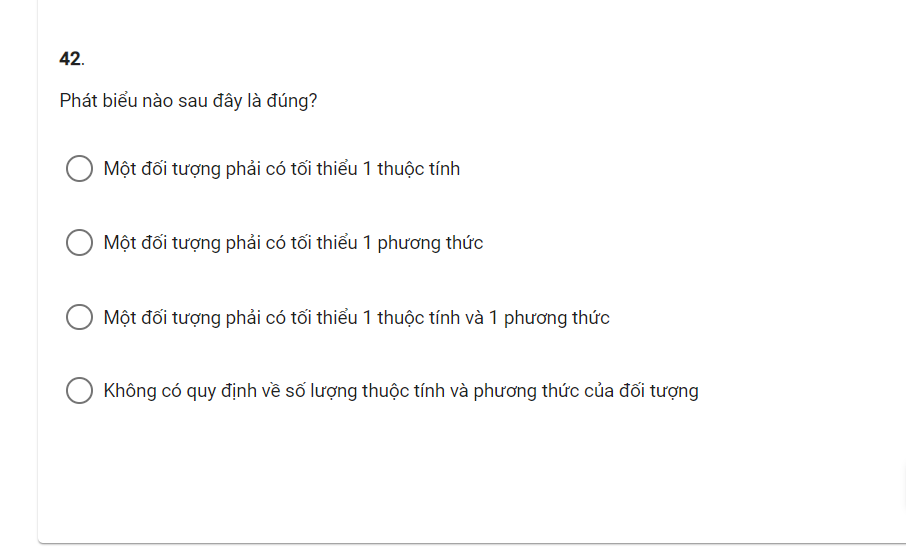 42.
Phát biểu nào sau đây là đúng?
Một đối tượng phải có tối thiểu 1 thuộc tính
Một đối tượng phải có tối thiểu 1 phương thức
Một đối tượng phải có tối thiểu 1 thuộc tính và 1 phương thức
Không có quy định về số lượng thuộc tính và phương thức của đối tượng